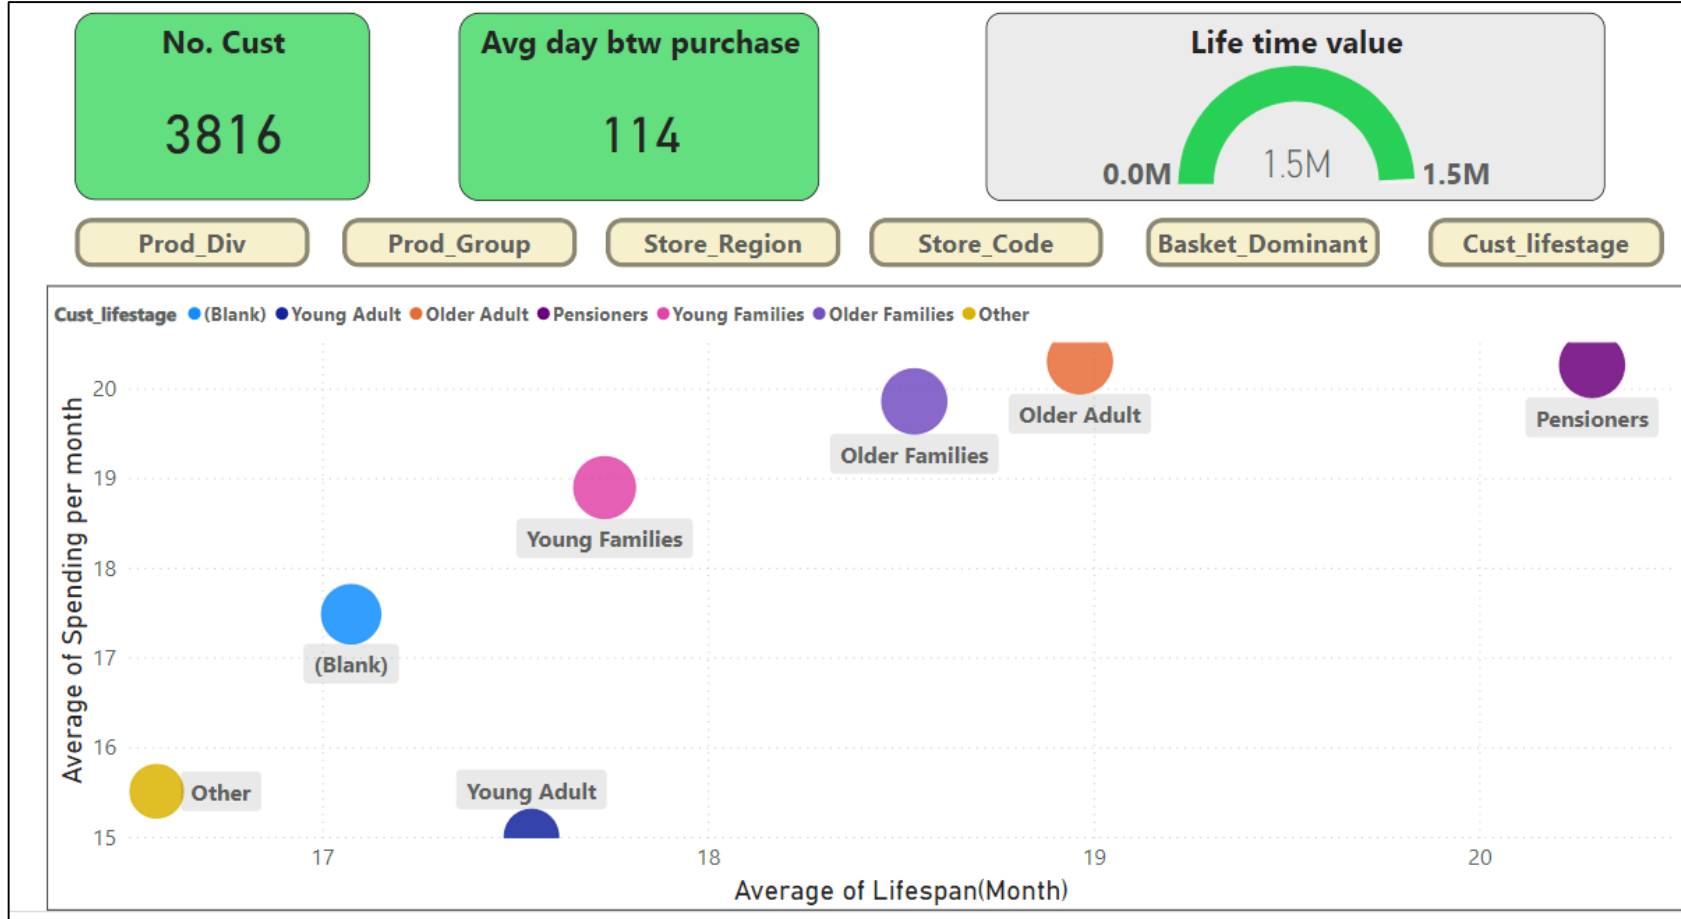 No. Cust
3816
Avg day btw purchase
114
Life time value
0.0M
1.5M
1.5M
Prod_Div
Prod_Group
Store_Region
Store_Code
Basket_Dominant
Cust_lifestage
Cust_lifestage (Blank) Young Adult Older Adult Pensioners Young Families Older Families Other
Average of Spending per month
20
19
18
17
16
15
Older Adult
Pensioners
Older Families
Young Families
(Blank)
Other
Young Adult
17
18
19
20
Average of Lifespan(Month)